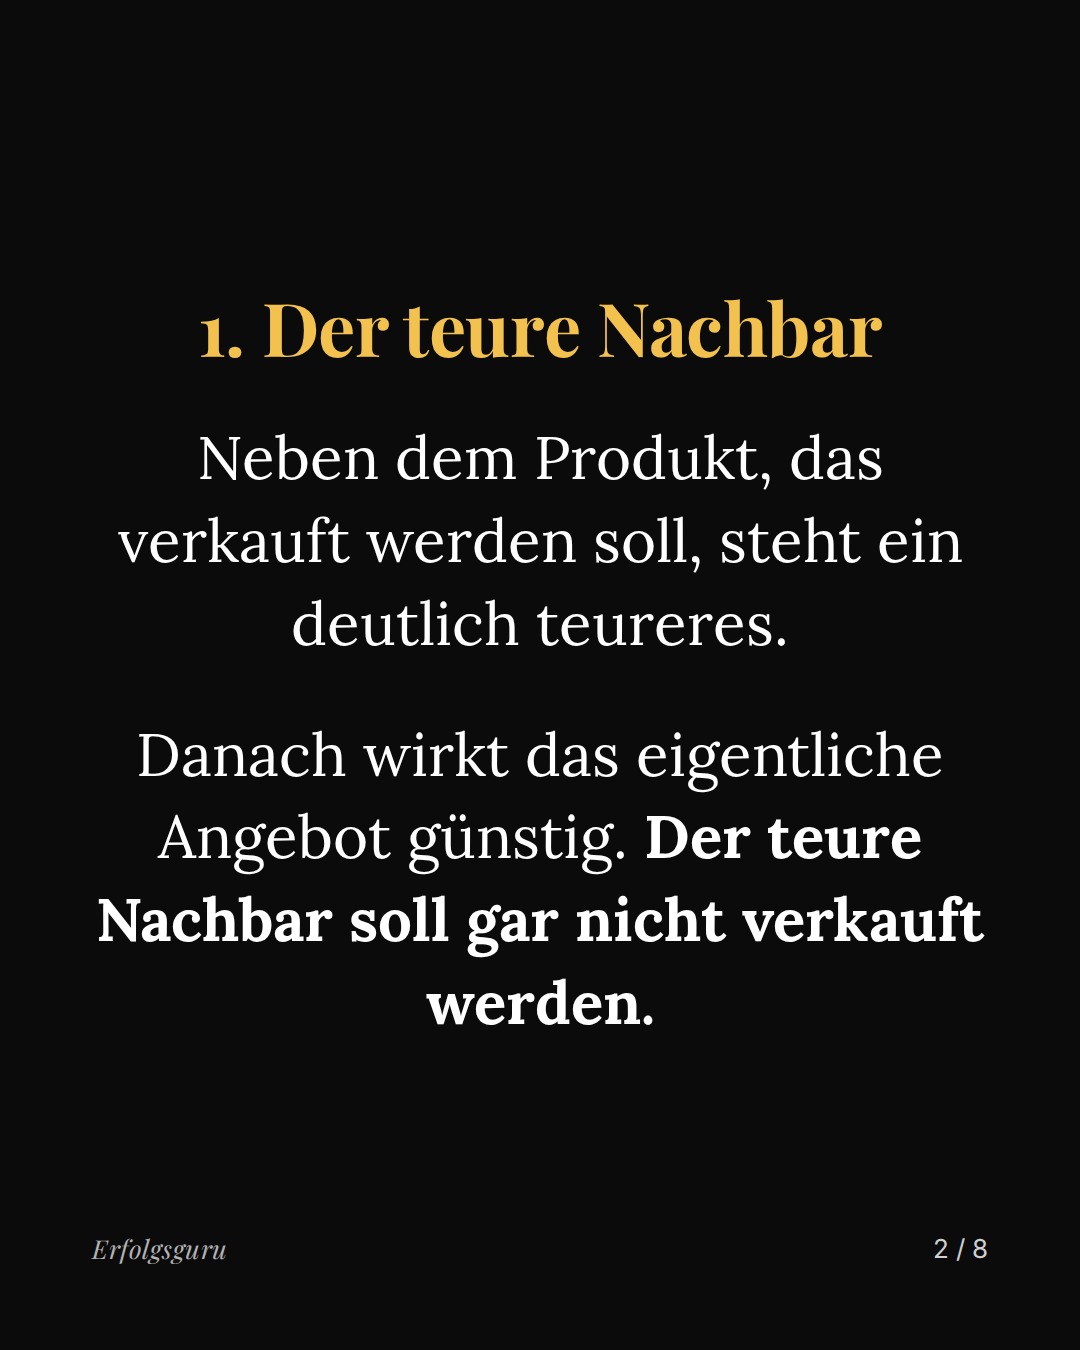 1. Der teure Nachbar
Neben dem Produkt, das
verkauft werden soll, steht ein
deutlich teureres.
Danach wirkt das eigentliche
Angebot günstig. Der teure
Nachbar soll gar nicht verkauft
werden.
Erfolgsguru
2 / 8